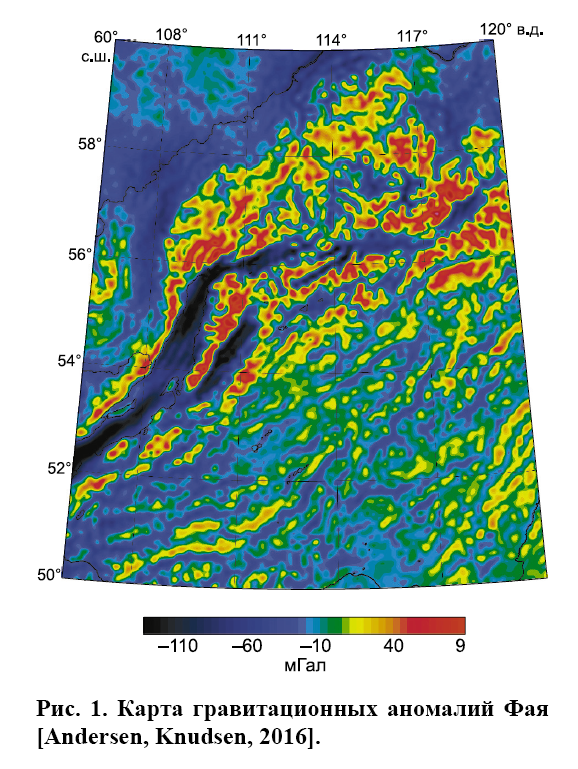 60° 108° 111° 114° 117° 120° в.д.
с.ш.
58°
56°
54°
52°
50°
−110 −60 −10 40 9
мГал
Рис. 1. Карта гравитационных аномалий Фая
[Andersen, Knudsen, 2016].